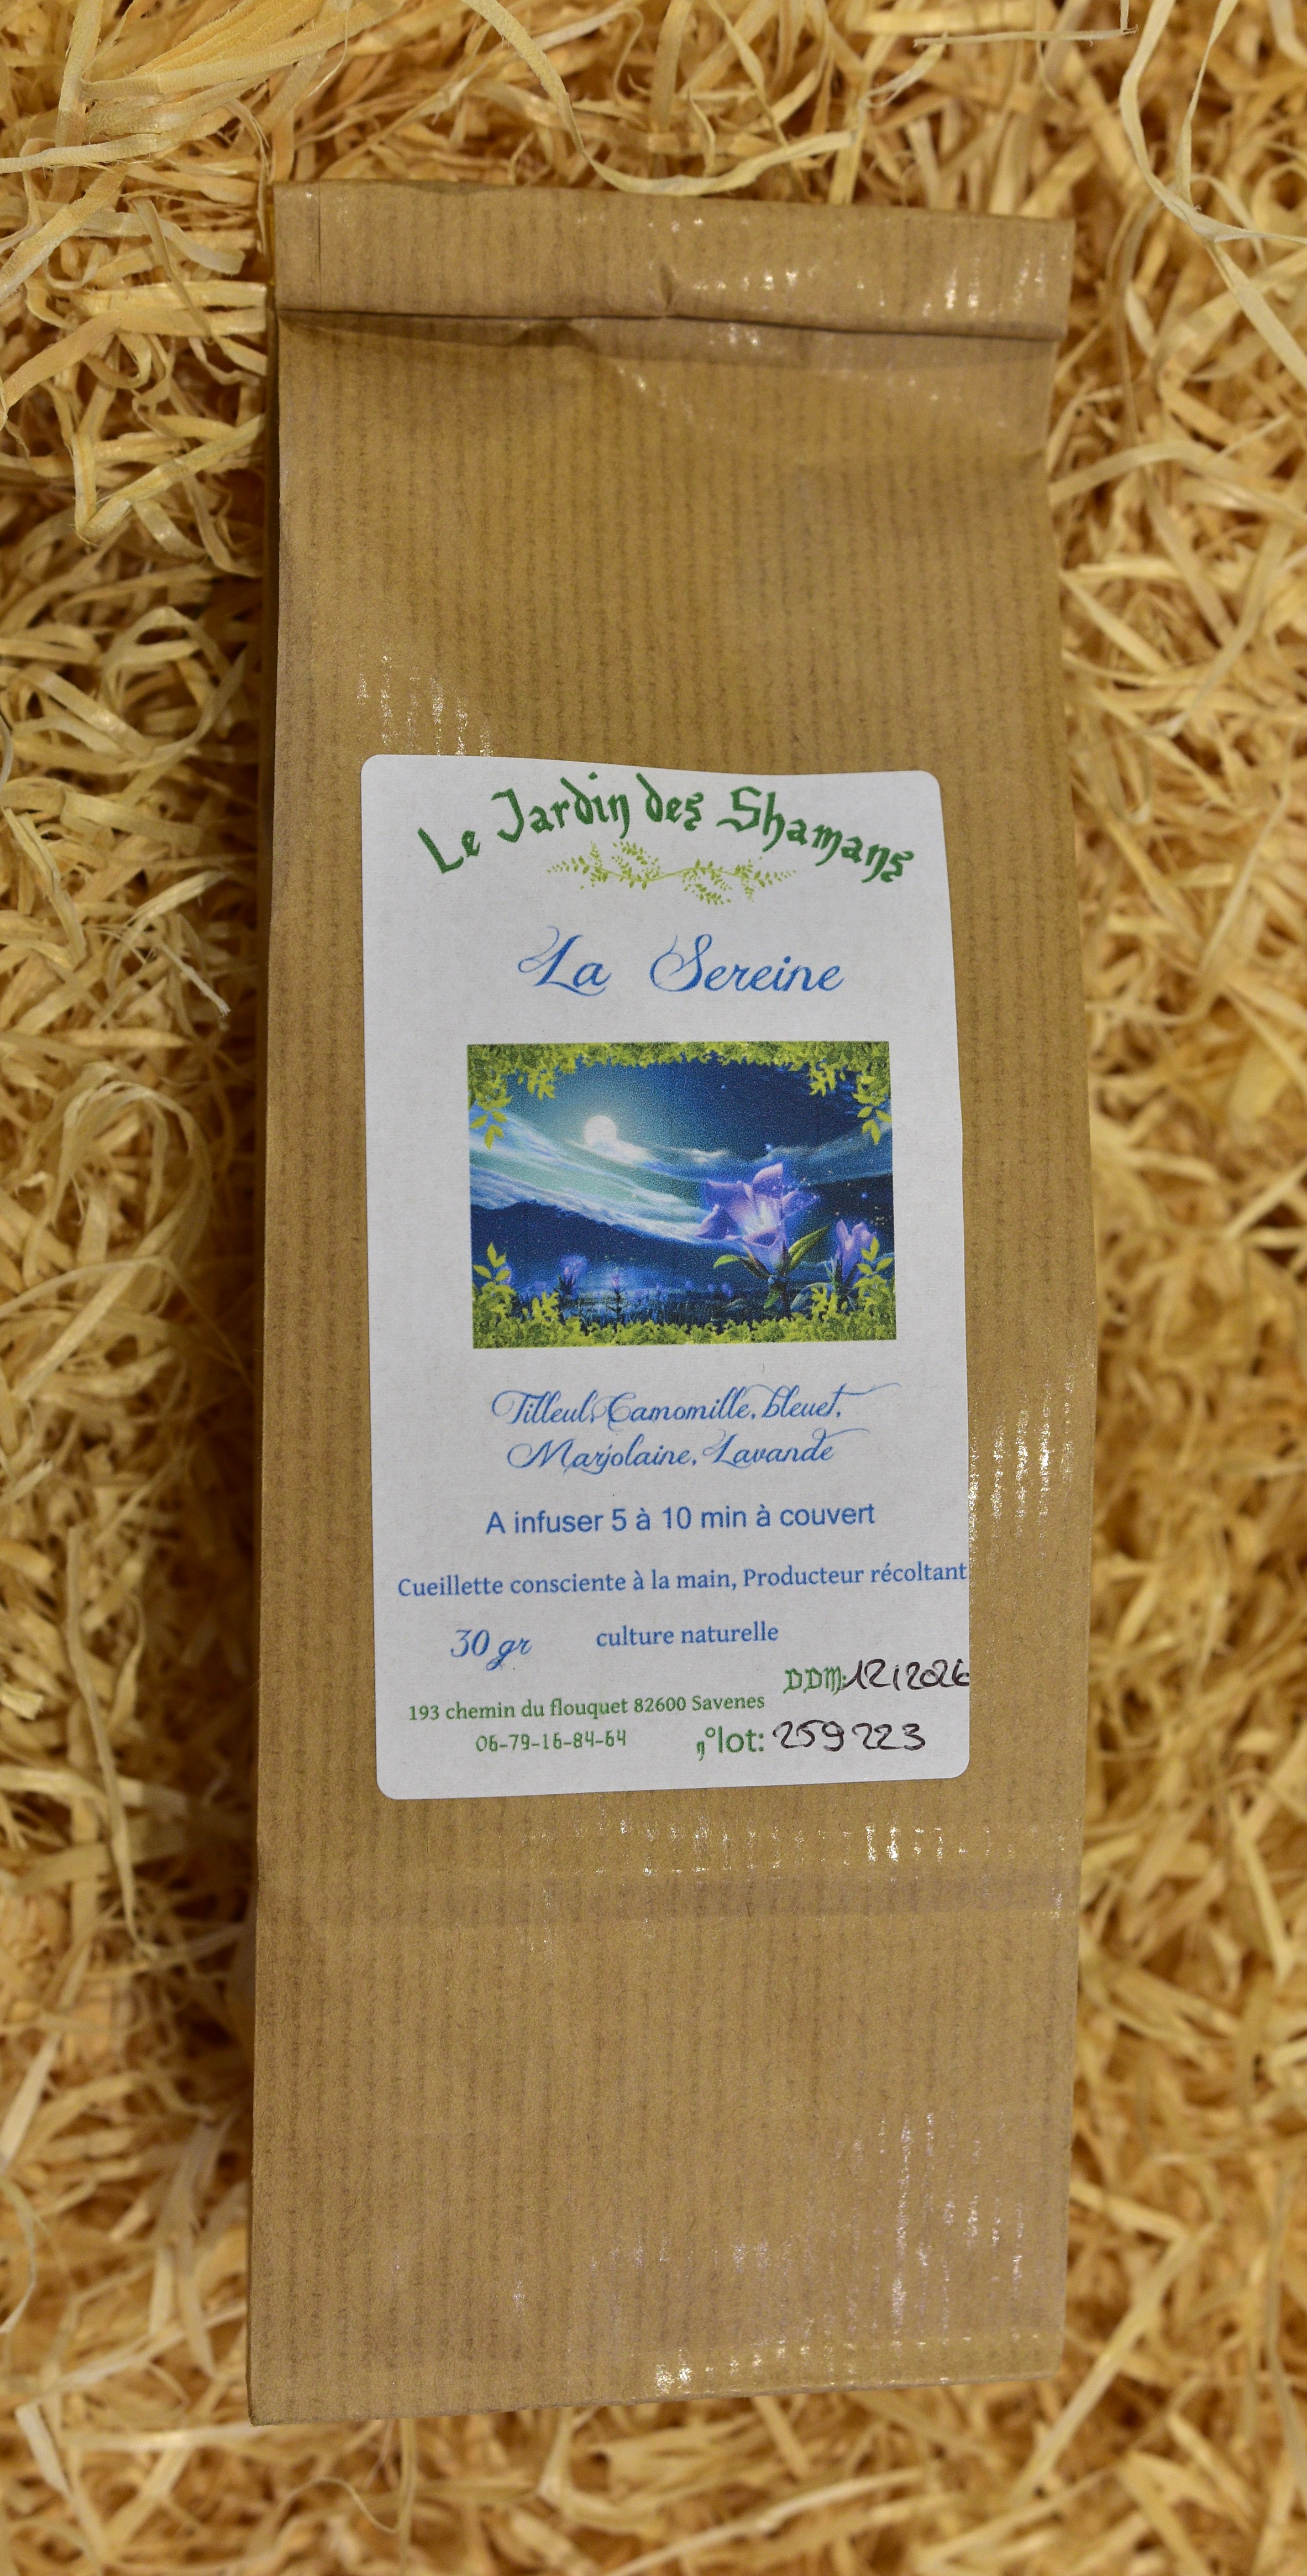 Le Jardin des Shamans
La Sereine
Tilleul, Camomille, bleuet,
Marjolaine, Lavande
A infuser 5 à 10 min à couvert
Cueillette consciente à la main, Producteur récoltant
30 gr culture naturelle
DDM: 12/2026
193 chemin du flouquet 82600 Savenes
06-79-16-84-64 n°lot: 259223